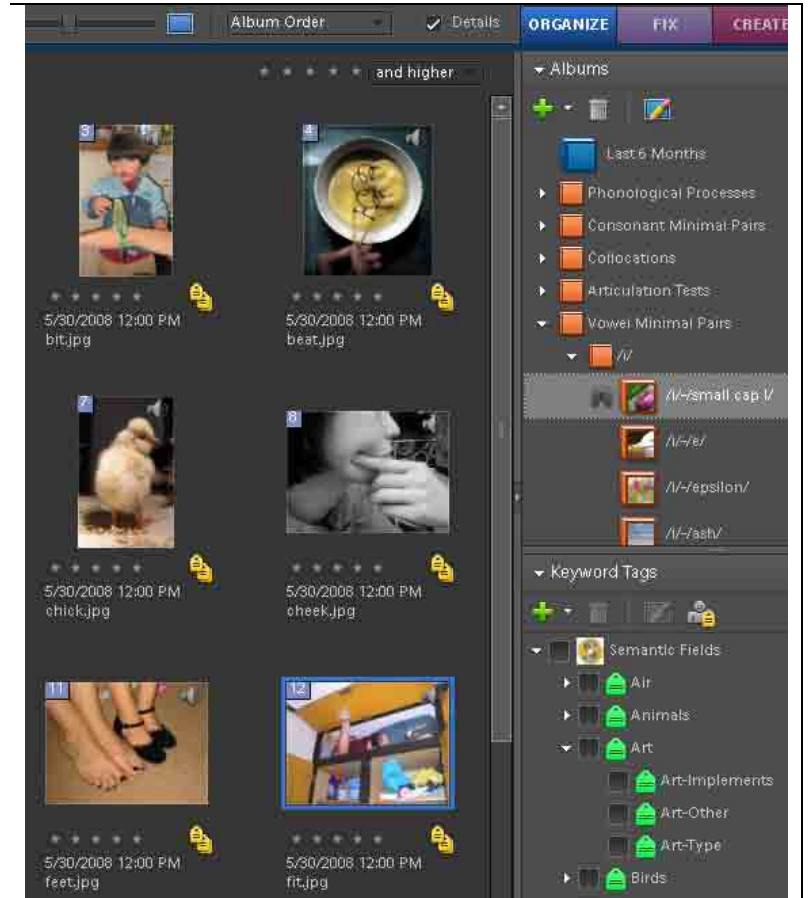 Album Order
Details
ORGANIZE
FIX
CREATE
and higher
Albums
Last 6 Months
Phonological Processes
Consonant Minimal Pairs
Collocations
Articulation Tests
Vowel Minimal Pairs
/i/
/i/-/small cap I/
/i/-/e/
/i/-/epsilon/
/i/-/ash/
3
5/30/2008 12:00 PM
bit.jpg
4
5/30/2008 12:00 PM
beat.jpg
7
5/30/2008 12:00 PM
chick.jpg
8
5/30/2008 12:00 PM
cheek.jpg
11
5/30/2008 12:00 PM
feet.jpg
12
5/30/2008 12:00 PM
fit.jpg
Keyword Tags
Semantic Fields
Air
Animals
Art
Art-Implements
Art-Other
Art-Type
Birds